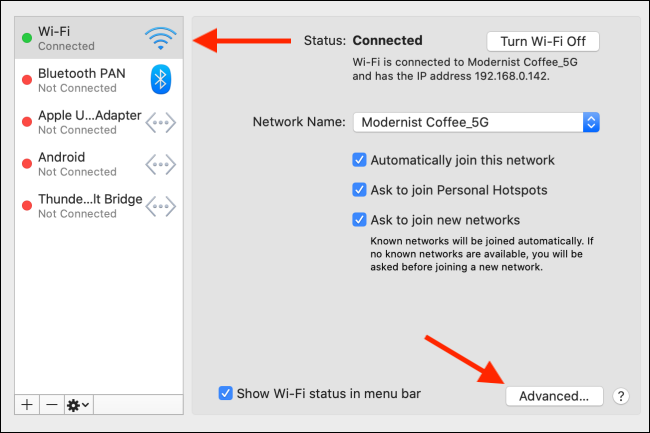 Wi-Fi
Connected
Bluetooth PAN
Not Connected
Apple U...Adapter
Not Connected
Android
Not Connected
Thunde...lt Bridge
Not Connected
Status: Connected
Turn Wi-Fi Off
Wi-Fi is connected to Modernist Coffee_5G
and has the IP address 192.168.0.142.
Network Name: Modernist Coffee_5G
Automatically join this network
Ask to join Personal Hotspots
Ask to join new networks
Known networks will be joined automatically. If
no known networks are available, you will be
asked before joining a new network.
Show Wi-Fi status in menu bar
Advanced...
?